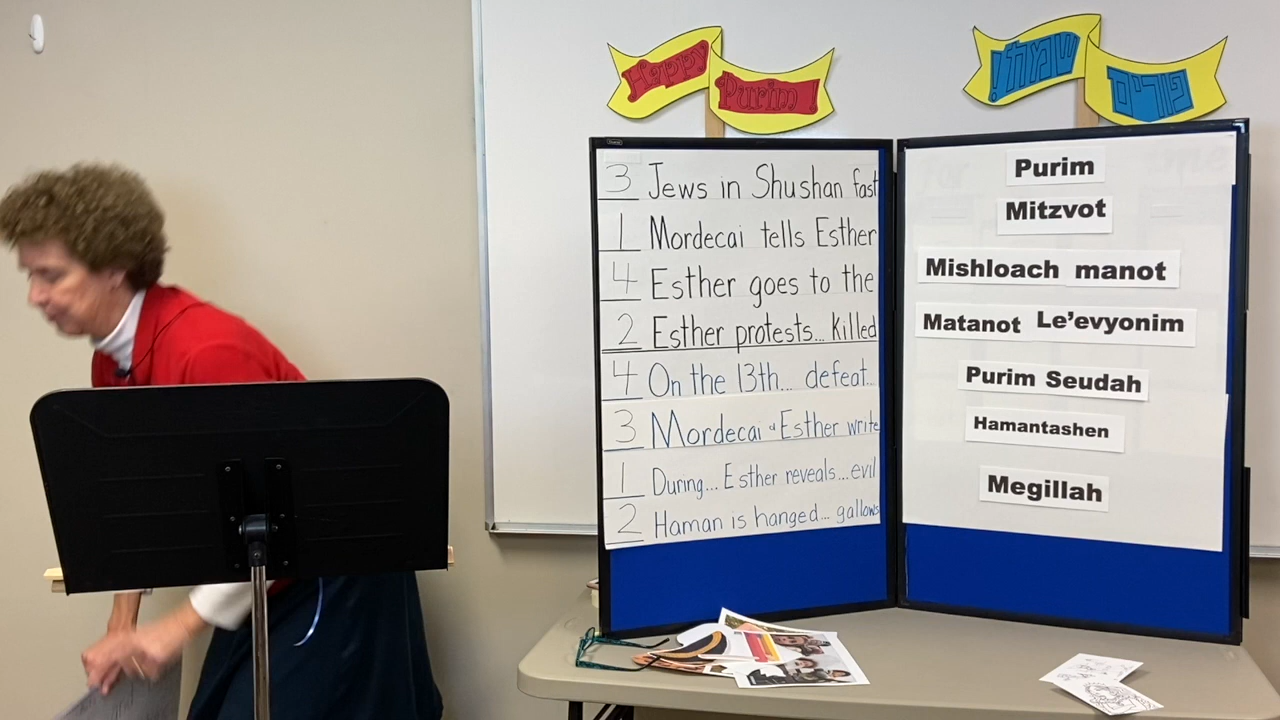 Happy
Purim!
שמח!
פורים
3 Jews in Shushan fast
1 Mordecai tells Esther
4 Esther goes to the
2 Esther protests... killed
4 On the 13th... defeat...
3 Mordecai & Esther write
1 During... Esther reveals...evil
2 Haman is hanged... gallows
Purim
Mitzvot
Mishloach manot
Matanot Le'evyonim
Purim Seudah
Hamantashen
Megillah